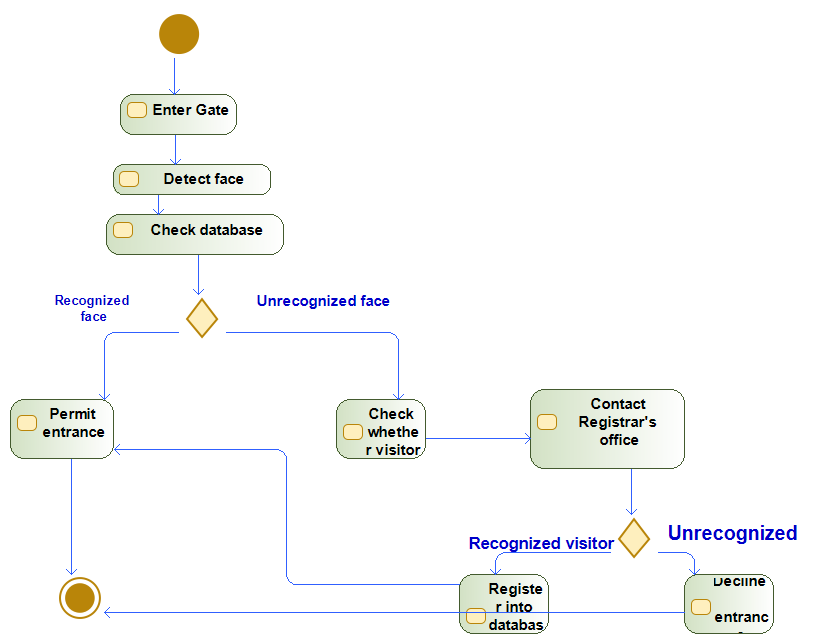 Enter Gate
Detect face
Check database
Recognized
face
Unrecognized face
Permit
entrance
Check
whethe
r visitor
Contact
Registrar's
office
Recognized visitor
Unrecognized
Registe
r into
databas
Decline
entranc